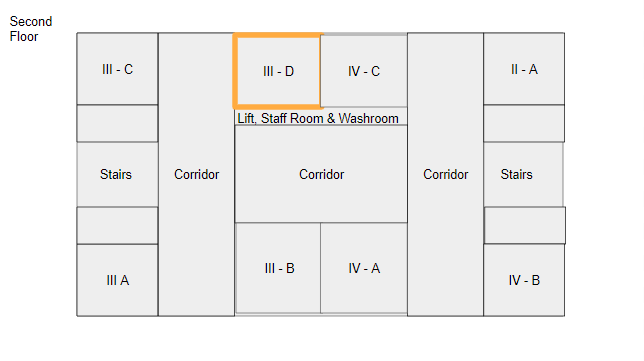 Second
Floor
III - C
III - D
IV - C
II - A
Lift, Staff Room & Washroom
Stairs
Corridor
Corridor
Corridor
Stairs
III A
III - B
IV - A
IV - B